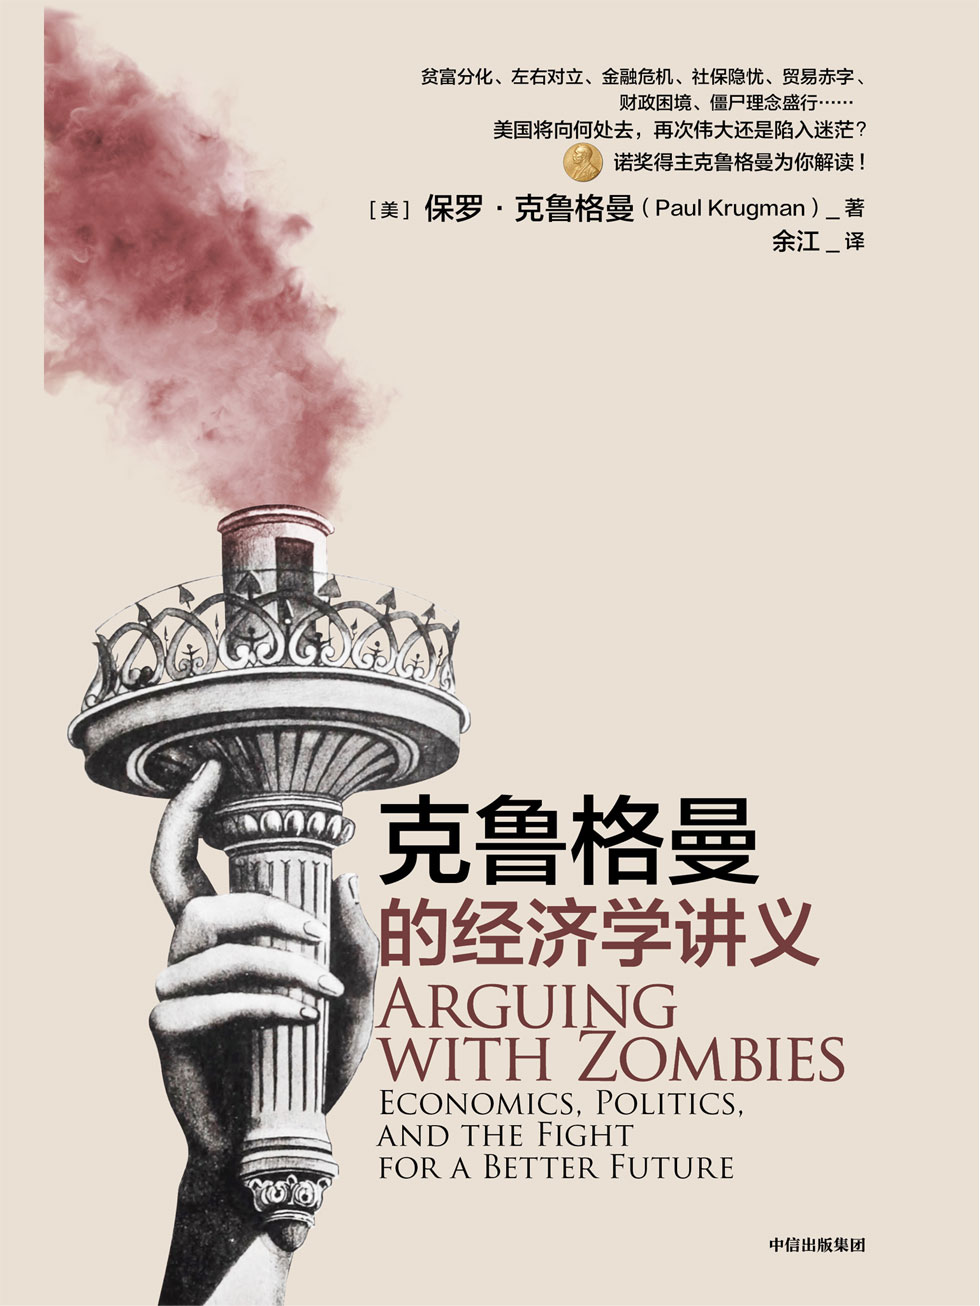 贫富分化、左右对立、金融危机、社保隐忧、贸易赤字、
财政困境、僵尸理念盛行……
美国将向何处去，再次伟大还是陷入迷茫？
诺奖得主克鲁格曼为你解读！
［美］保罗·克鲁格曼（Paul Krugman）_著
余江_译
克鲁格曼
的经济学讲义
ARGUING
WITH ZOMBIES
ECONOMICS, POLITICS,
AND THE FIGHT
FOR A BETTER FUTURE
中信出版集团